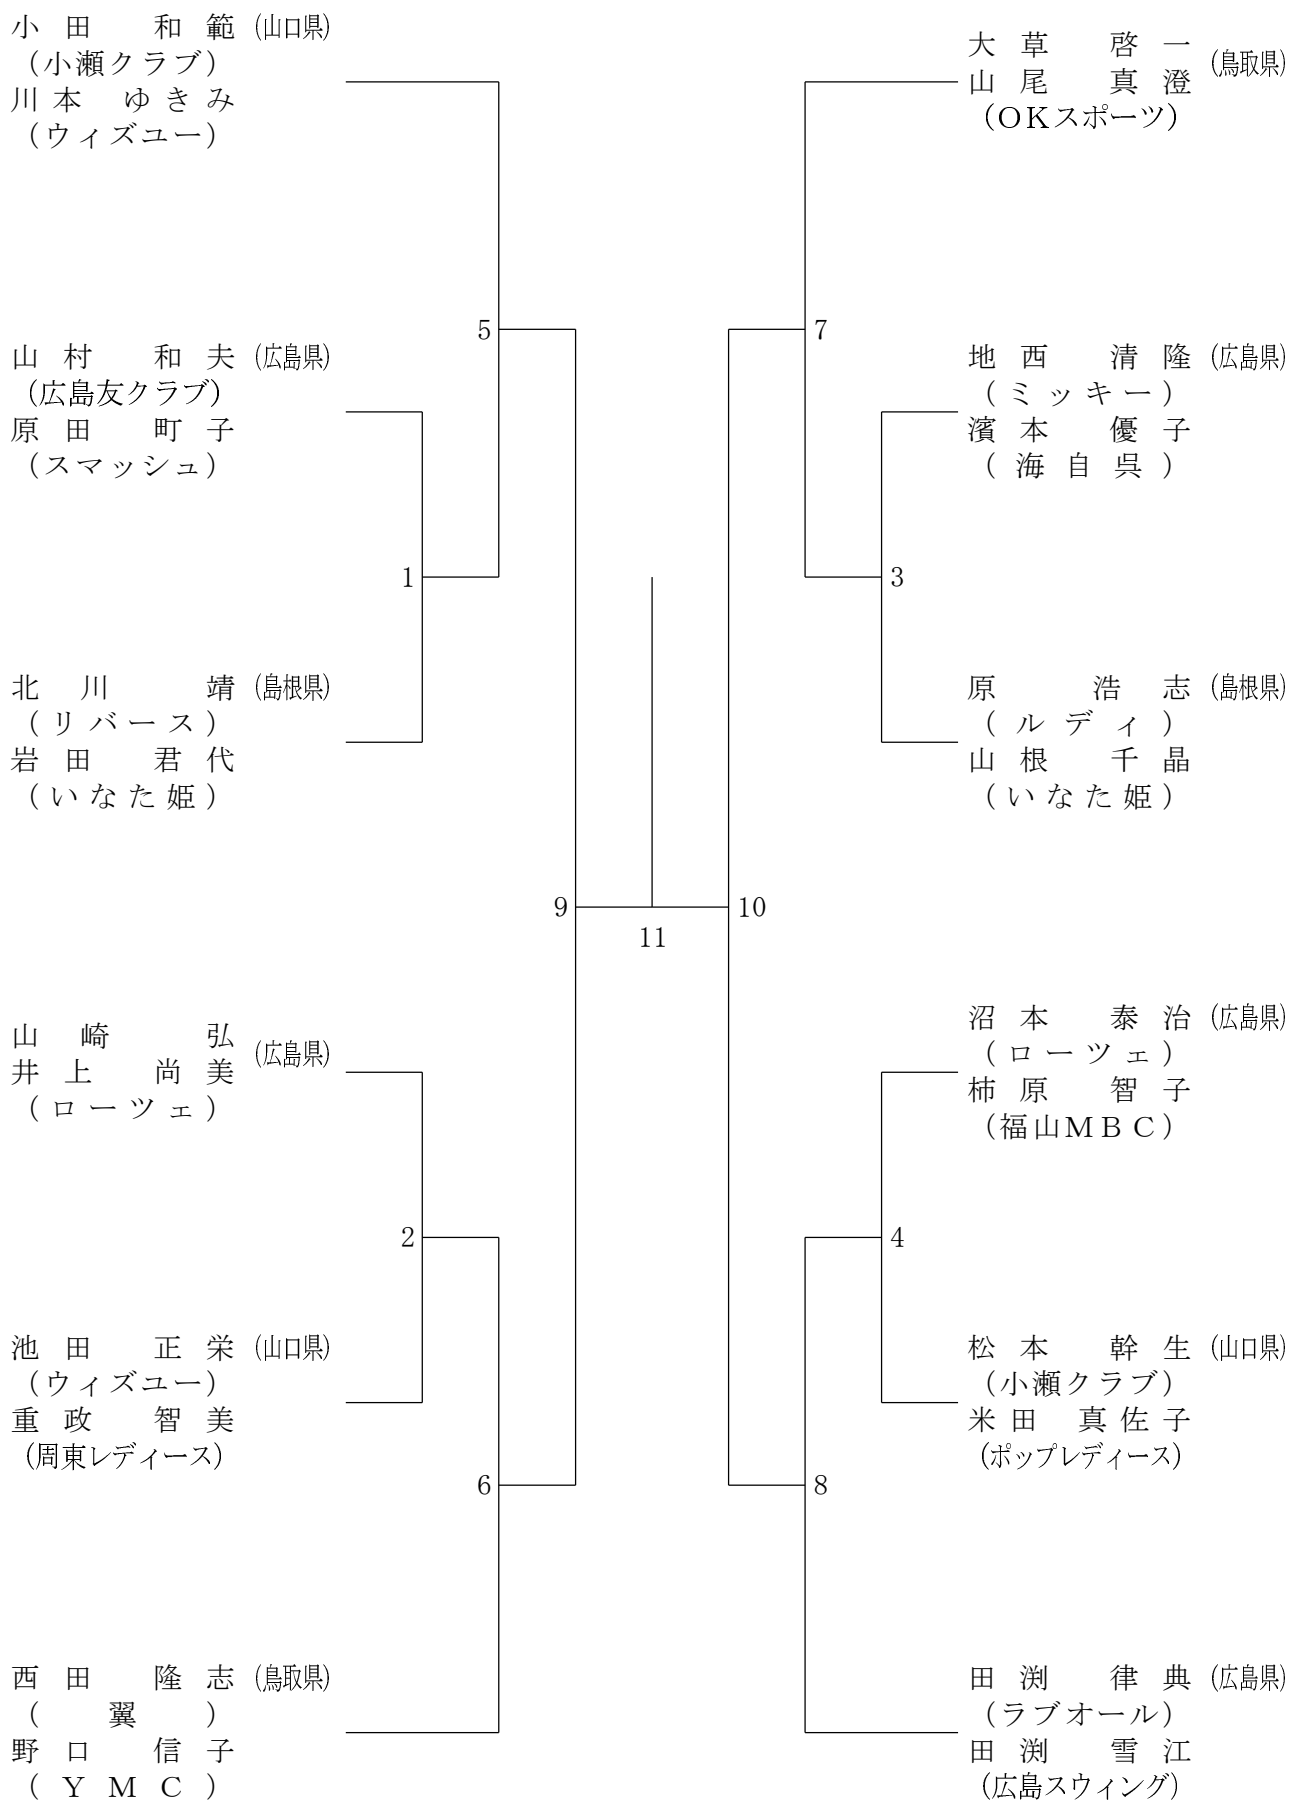 小田 和範 (山口県)
(小瀬クラブ)
川本 ゆきみ
(ウィズユー)
5
山村 和夫 (広島県)
(広島友クラブ)
原田 町子
(スマッシュ)
1
北川 靖 (島根県)
(リバース)
岩田 君代
(いなた姫)
9
山崎 弘
(広島県)
井上 尚美
(ローツェ)
2
池田 正栄 (山口県)
(ウィズユー)
重政 智美
(周東レディース)
6
西田 隆志 (鳥取県)
(翼)
野口 信子
(YMC)
11
大草 啓一
(鳥取県)
山尾 真澄
(OKスポーツ)
7
地西 清隆 (広島県)
(ミッキー)
濱本 優子
(海自呉)
3
原 浩志 (島根県)
(ルディ)
山根 千晶
(いなた姫)
10
沼本 泰治 (広島県)
(ローツェ)
柿原 智子
(福山MBC)
4
松本 幹生 (山口県)
(小瀬クラブ)
米田 真佐子
(ポップレディース)
8
田渕 律典 (広島県)
(ラブオール)
田渕 雪江
(広島スウィング)